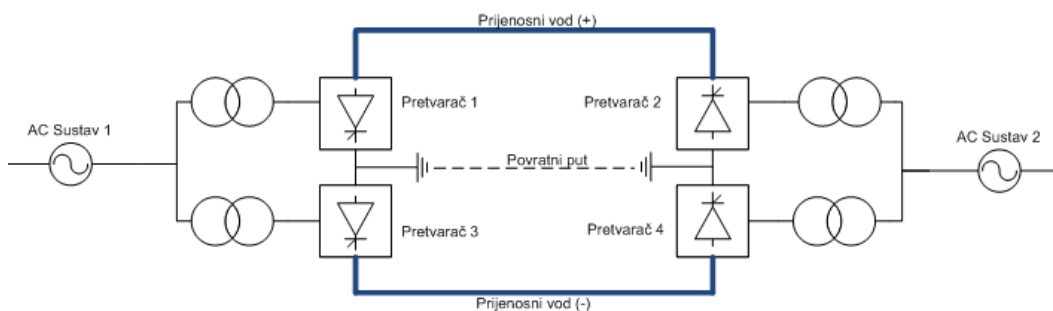 Prijenosni vod (+)
Pretvarač 1
Pretvarač 2
AC Sustav 1
Povratni put
AC Sustav 2
Pretvarač 3
Pretvarač 4
Prijenosni vod (-)